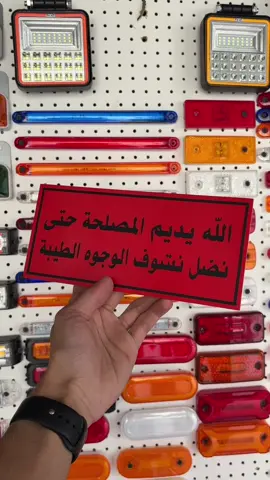 الله يديم المصلحة حتى
نضل نشوف الوجوه الطيبة